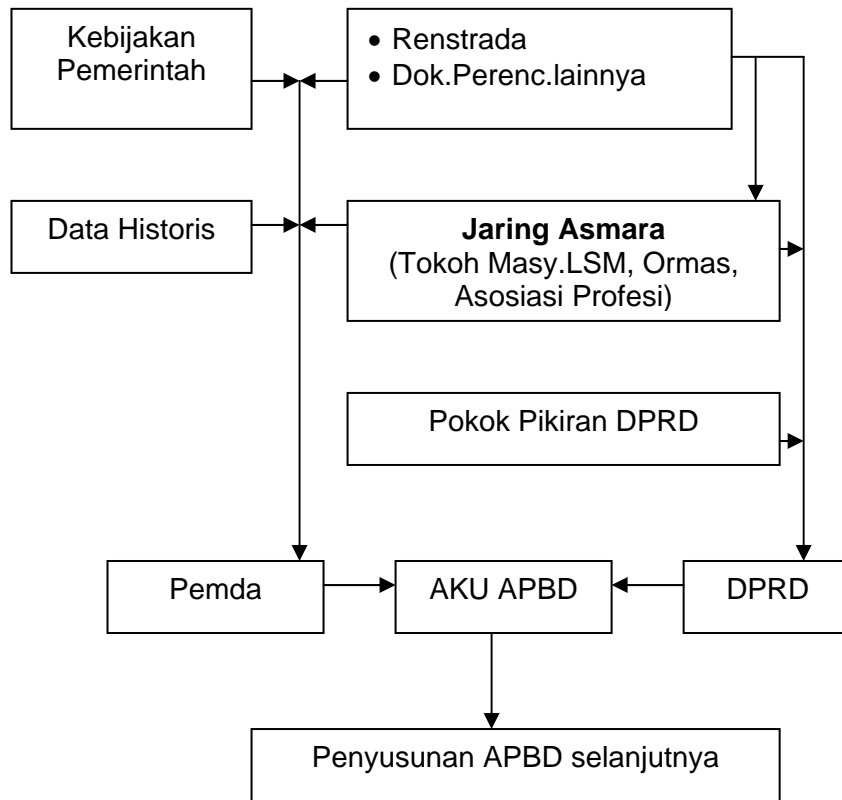 Kebijakan
Pemerintah
• Renstrada
• Dok.Perenc.lainnya
Data Historis
Jaring Asmara
(Tokoh Masy.LSM, Ormas,
Asosiasi Profesi)
Pokok Pikiran DPRD
Pemda
AKU APBD
DPRD
Penyusunan APBD selanjutnya